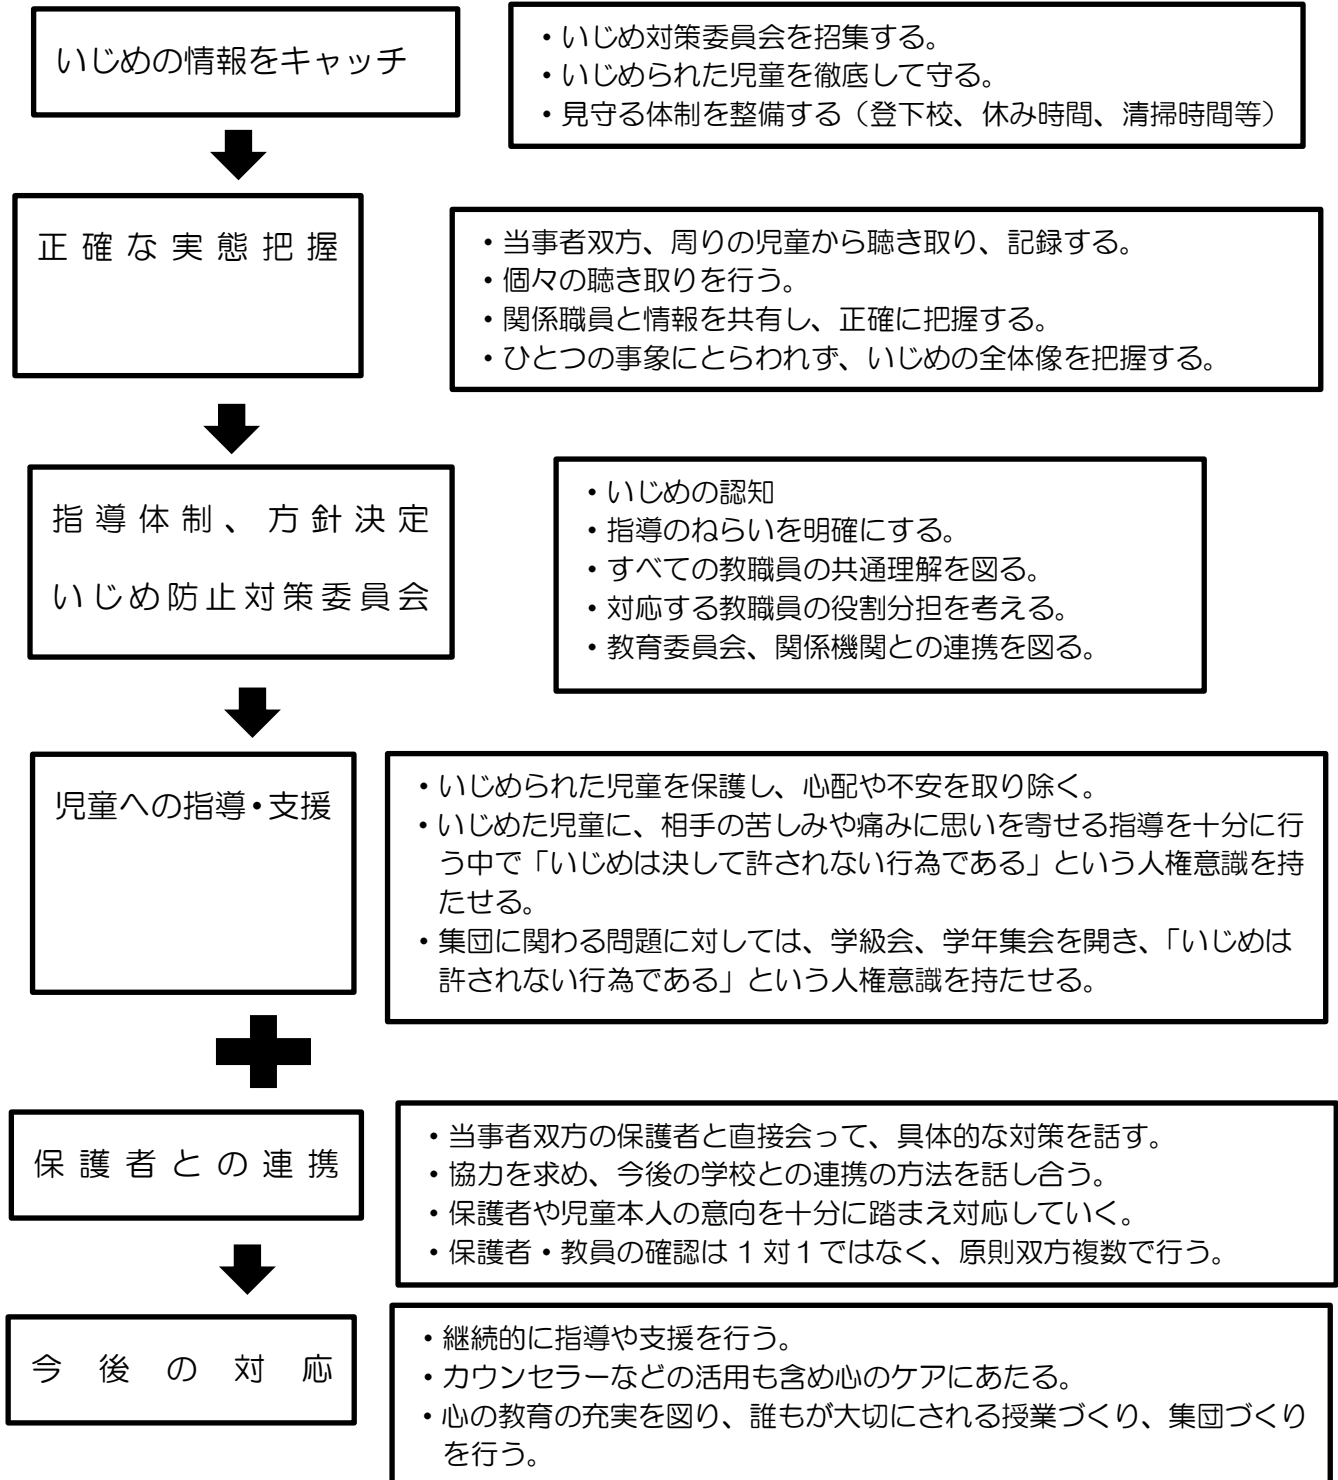 いじめの情報をキャッチ
・いじめ対策委員会を招集する。
・いじめられた児童を徹底して守る。
・見守る体制を整備する（登下校、休み時間、清掃時間等）
正確な実態把握
・当事者双方、周りの児童から聴き取り、記録する。
・個々の聴き取りを行う。
・関係職員と情報を共有し、正確に把握する。
・ひとつの事象にとらわれず、いじめの全体像を把握する。
指導体制、方針決定
いじめ防止対策委員会
・いじめの認知
・指導のねらいを明確にする。
・すべての教職員の共通理解を図る。
・対応する教職員の役割分担を考える。
・教育委員会、関係機関との連携を図る。
児童への指導・支援
・いじめられた児童を保護し、心配や不安を取り除く。
・いじめた児童に、相手の苦しみや痛みに思いを寄せる指導を十分に行
う中で「いじめは決して許されない行為である」という人権意識を持
たせる。
・集団に関わる問題に対しては、学級会、学年集会を開き、「いじめは
許されない行為である」という人権意識を持たせる。
保護者との連携
・当事者双方の保護者と直接会って、具体的な対策を話す。
・協力を求め、今後の学校との連携の方法を話し合う。
・保護者や児童本人の意向を十分に踏まえ対応していく。
・保護者・教員の確認は１対１ではなく、原則双方複数で行う。
今後の対応
・継続的に指導や支援を行う。
・カウンセラーなどの活用も含め心のケアにあたる。
・心の教育の充実を図り、誰もが大切にされる授業づくり、集団づくり
を行う。